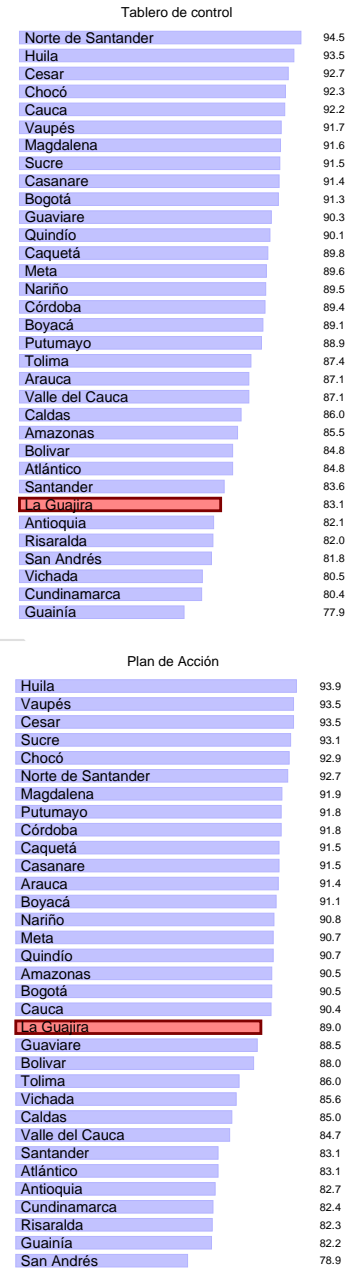 Tablero de control
Norte de Santander 94.5
Huila 93.5
Cesar 92.7
Chocó 92.3
Cauca 92.2
Vaupés 91.7
Magdalena 91.6
Sucre 91.5
Casanare 91.4
Bogotá 91.3
Guaviare 90.3
Quindío 90.1
Caquetá 89.8
Meta 89.6
Nariño 89.5
Córdoba 89.4
Boyacá 89.1
Putumayo 88.9
Tolima 87.4
Arauca 87.1
Valle del Cauca 87.1
Caldas 86.0
Amazonas 85.5
Bolivar 84.8
Atlántico 84.8
Santander 83.6
La Guajira 83.1
Antioquia 82.1
Risaralda 82.0
San Andrés 81.8
Vichada 80.5
Cundinamarca 80.4
Guainía 77.9
Plan de Acción
Huila 93.9
Vaupés 93.5
Cesar 93.5
Sucre 93.1
Chocó 92.9
Norte de Santander 92.7
Magdalena 91.9
Putumayo 91.8
Córdoba 91.8
Caquetá 91.5
Casanare 91.5
Arauca 91.4
Boyacá 91.1
Nariño 90.8
Meta 90.7
Quindío 90.7
Amazonas 90.5
Bogotá 90.5
Cauca 90.4
La Guajira 89.0
Guaviare 88.5
Bolivar 88.0
Tolima 86.0
Vichada 85.6
Caldas 85.0
Valle del Cauca 84.7
Santander 83.1
Atlántico 83.1
Antioquia 82.7
Cundinamarca 82.4
Risaralda 82.3
Guainía 82.2
San Andrés 78.9